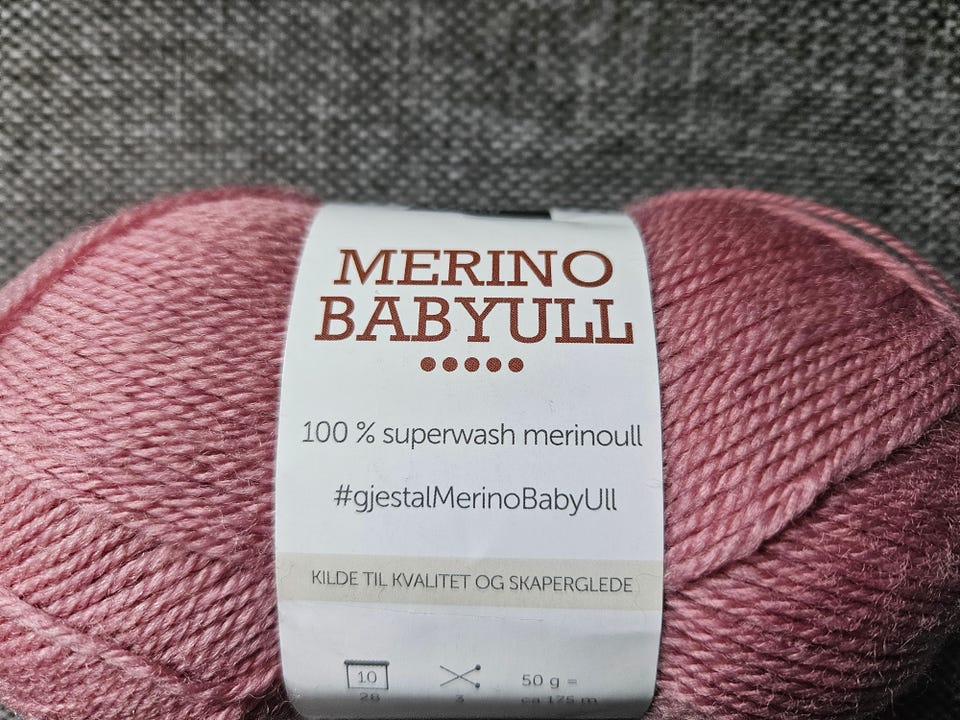 MERINO
BABYULL
100 % superwash merinoull
#gjestalMerinoBabyUll
KILDE TIL KVALITET OG SKAPERGLEDE
10 50 g =
28 3 ca 175 m